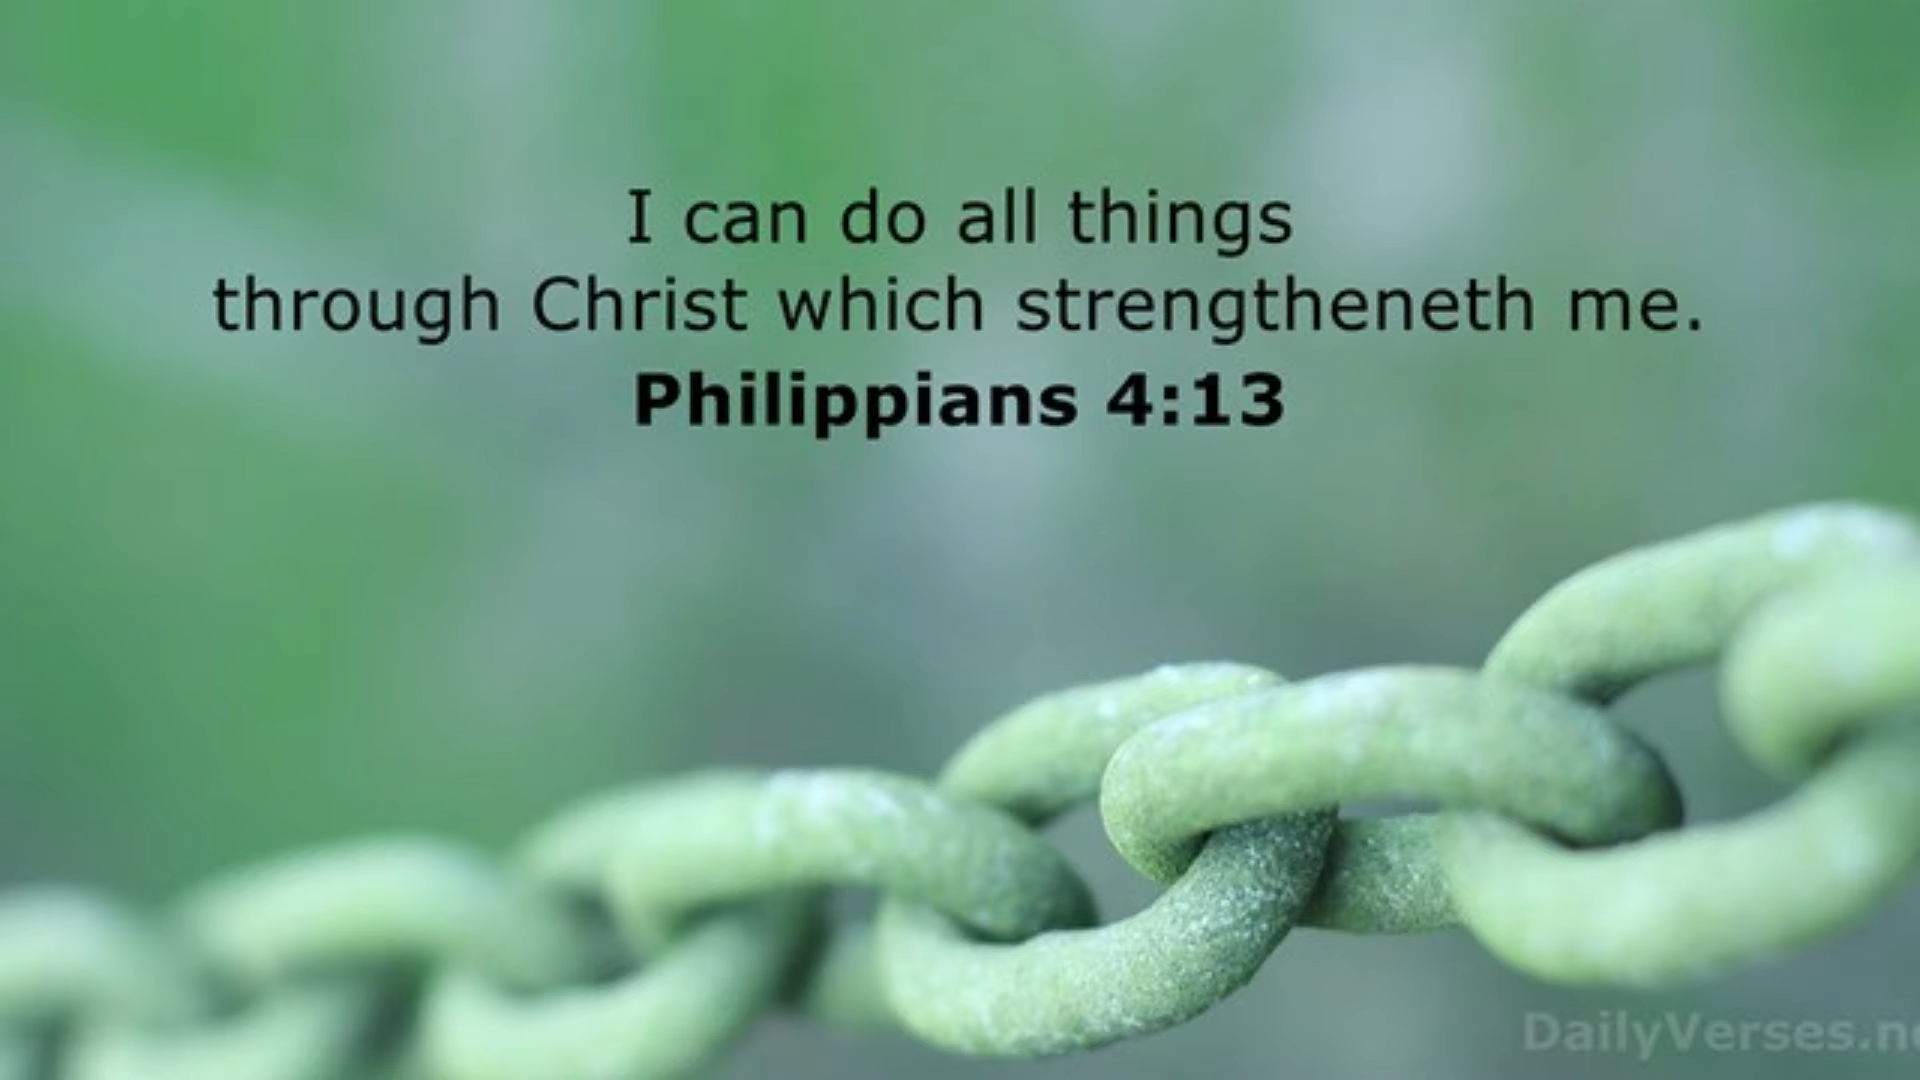 I can do all things
through Christ which strengtheneth me.
Philippians 4:13
DailyVerses.ne